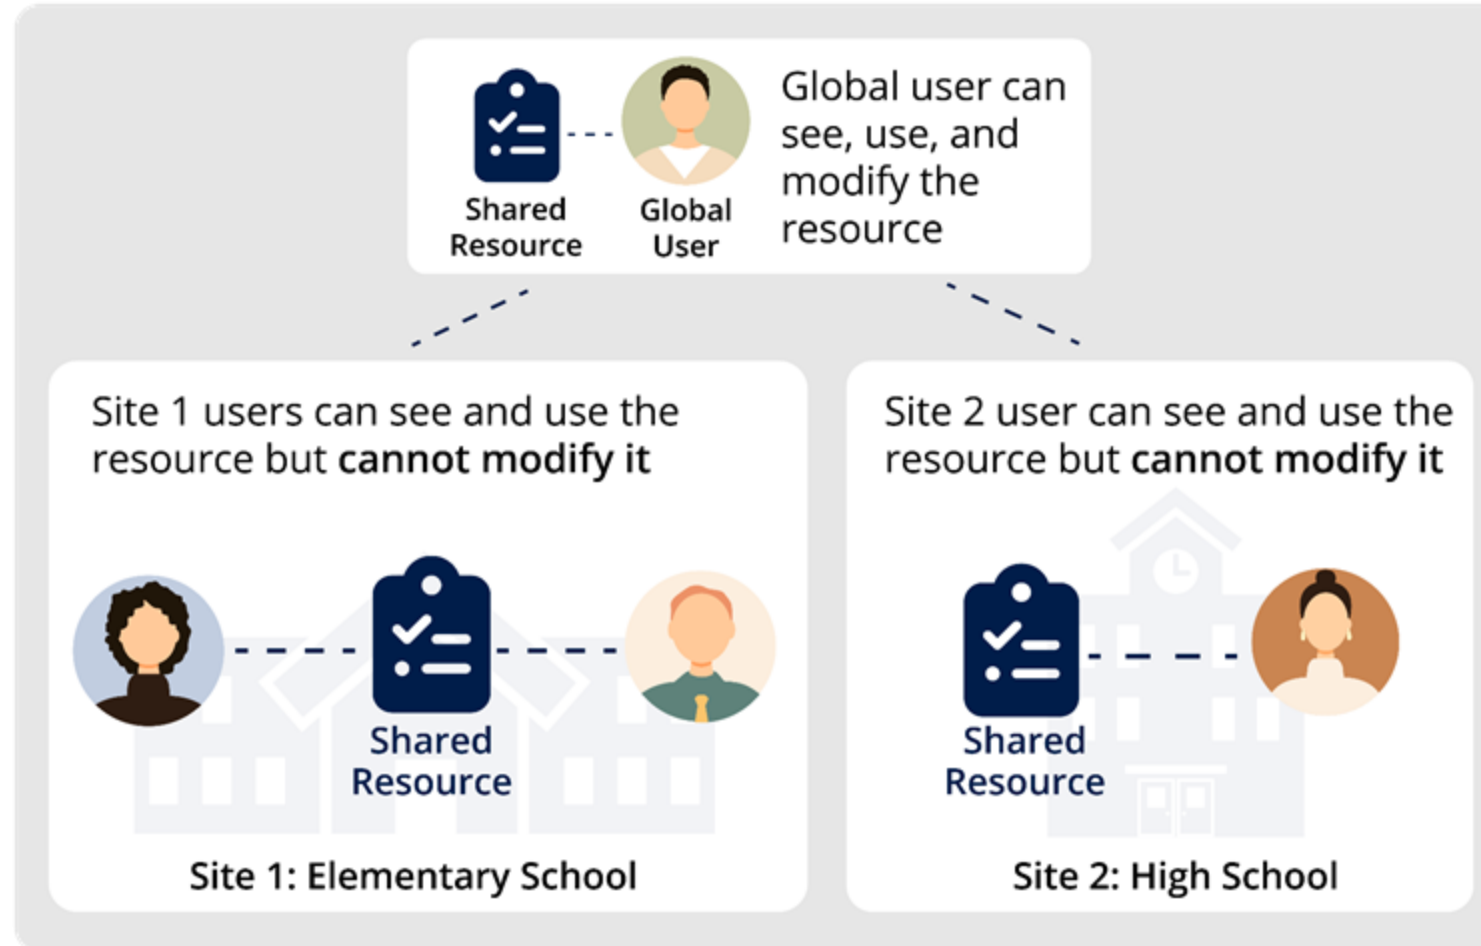 Global user can
see, use, and
modify the
resource
Shared
Resource
Global
User
Site 1 users can see and use the
resource but cannot modify it
Shared
Resource
Site 1: Elementary School
Site 2 user can see and use the
resource but cannot modify it
Shared
Resource
Site 2: High School